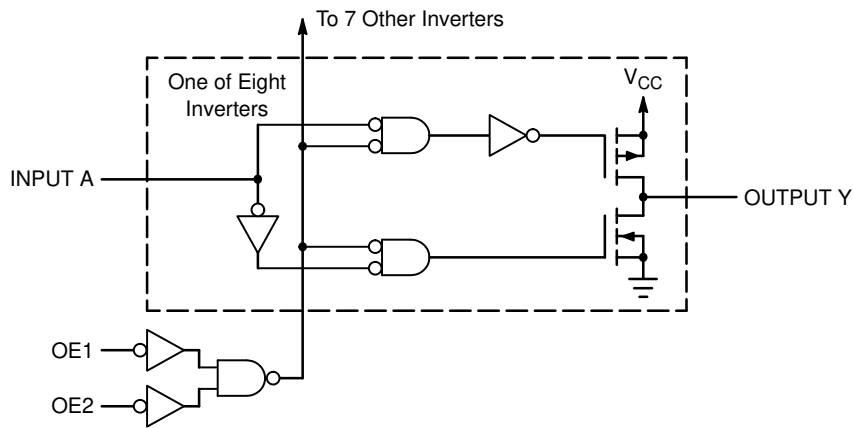 To 7 Other Inverters
One of Eight
Inverters
VCC
INPUT A
OUTPUT Y
OE1
OE2